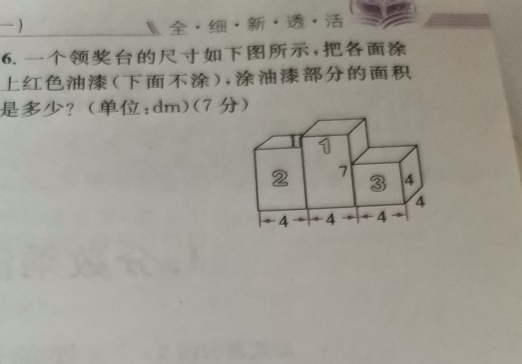 一)
全·细·新·透·活
6. 一个领奖台的尺寸如下图所示,把各面涂
上红色油漆(下面不涂),涂油漆部分的面积
是多少?(单位:dm)(7 分)
1
2
7
3
4
4
4
4
4